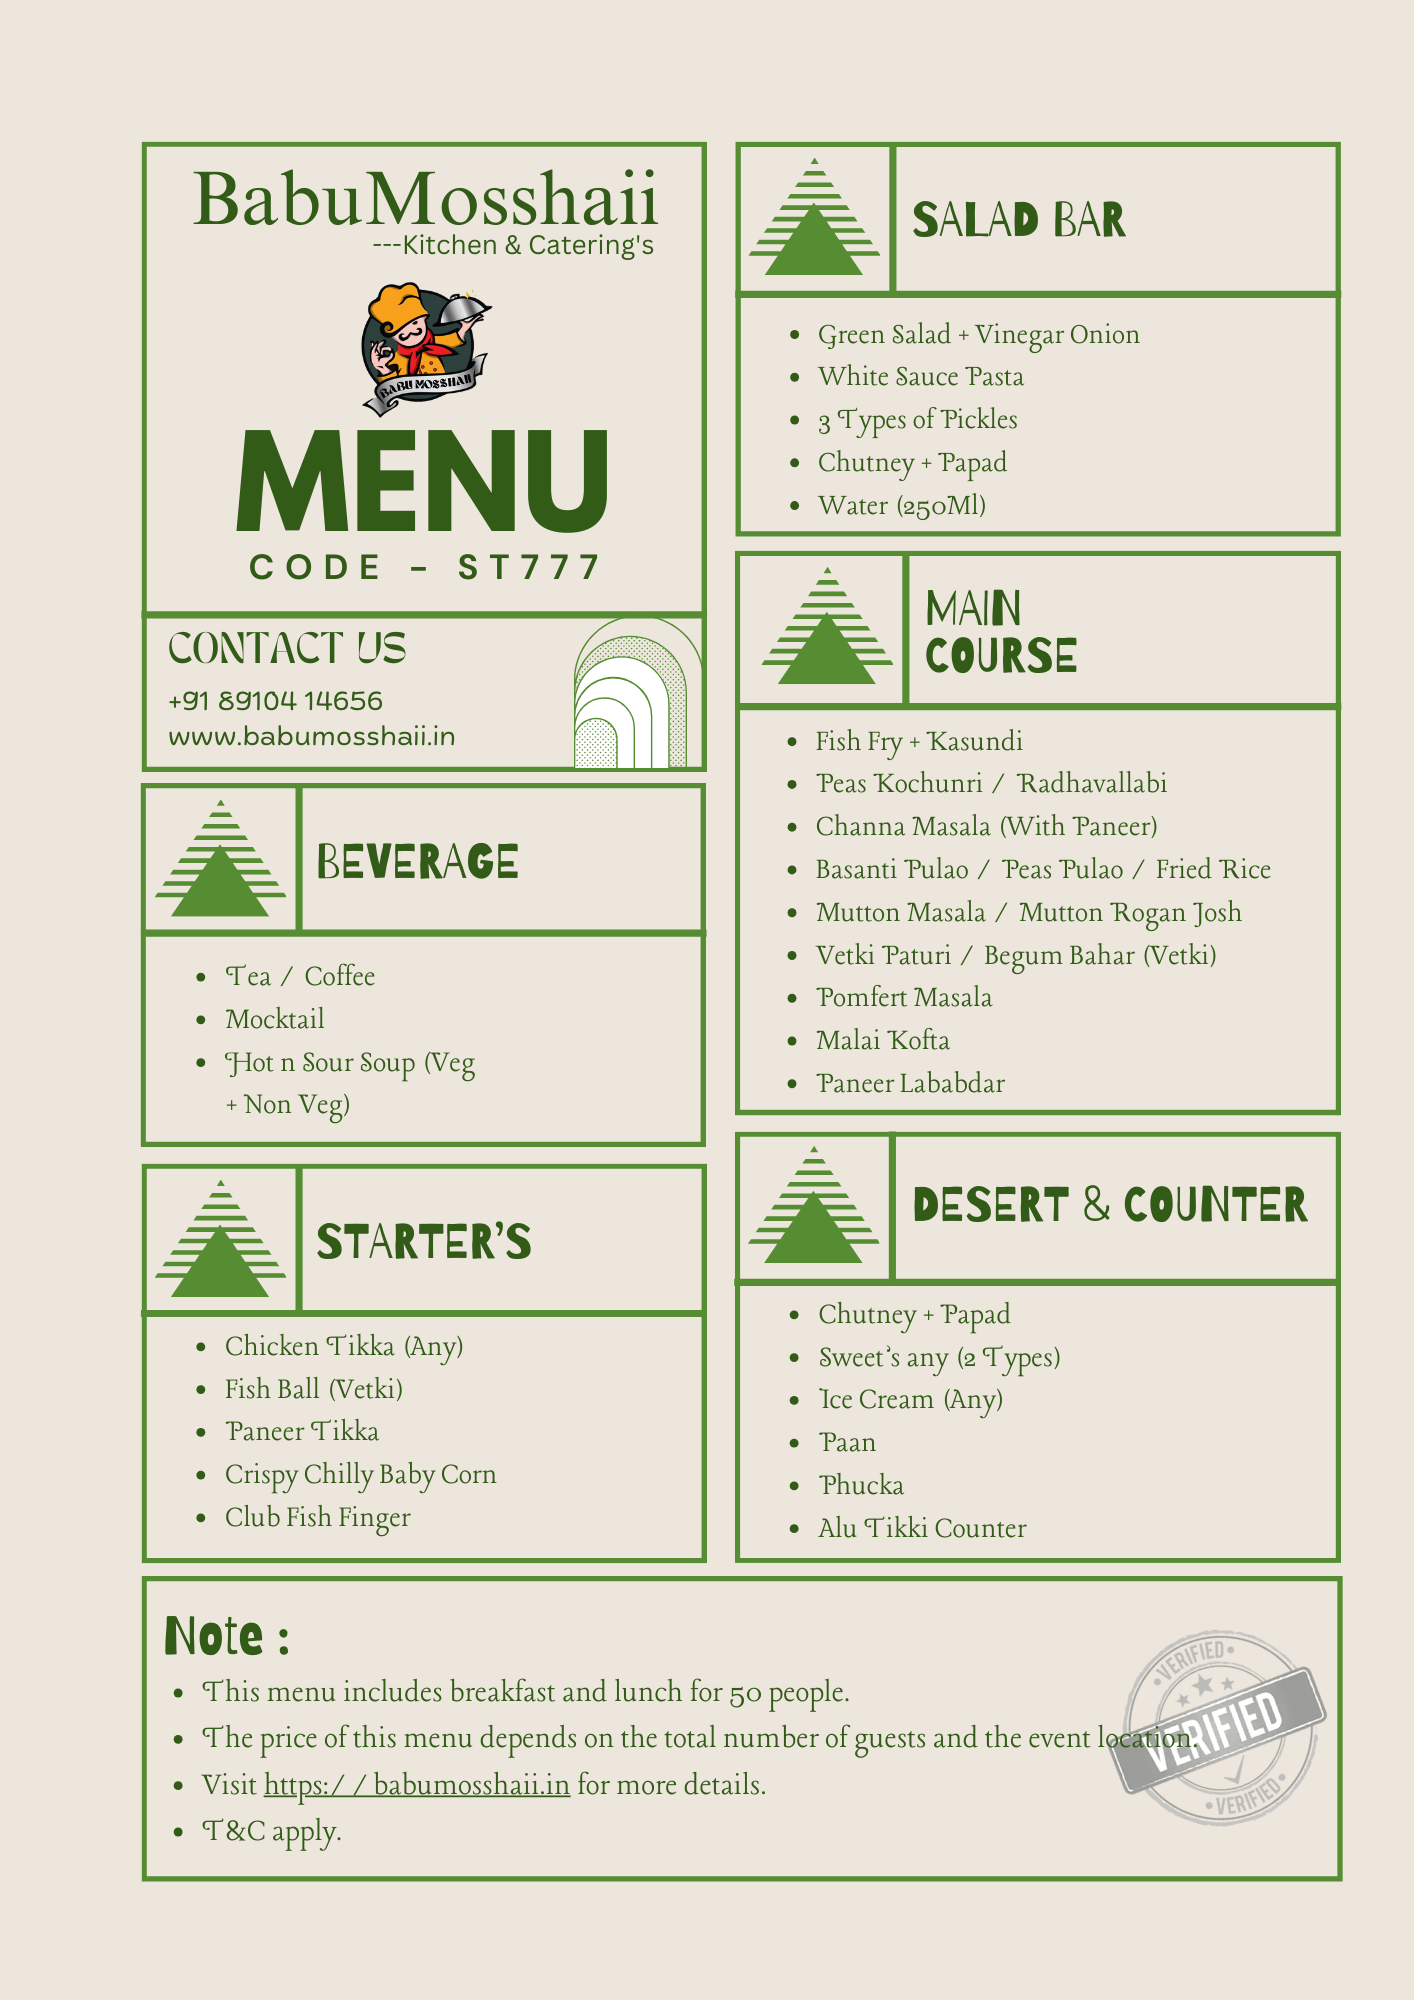 BabuMosshaii
---Kitchen & Catering's
BABU MOSSHAII
MENU
CODE - ST777
CONTACT US
+91 89104 14656
www.babumosshaii.in
BEVERAGE
• Tea / Coffee
• Mocktail
• Hot n Sour Soup (Veg
+ Non Veg)
STARTER'S
• Chicken Tikka (Any)
• Fish Ball (Vetki)
• Paneer Tikka
• Crispy Chilly Baby Corn
• Club Fish Finger
SALAD BAR
• Green Salad + Vinegar Onion
• White Sauce Pasta
• 3 Types of Pickles
• Chutney + Papad
• Water (250Ml)
MAIN
COURSE
• Fish Fry + Kasundi
• Peas Kochunri / Radhavallabi
• Channa Masala (With Paneer)
• Basanti Pulao / Peas Pulao / Fried Rice
• Mutton Masala / Mutton Rogan Josh
• Vetki Paturi / Begum Bahar (Vetki)
• Pomfert Masala
• Malai Kofta
• Paneer Lababdar
DESERT & COUNTER
• Chutney + Papad
• Sweet's any (2 Types)
• Ice Cream (Any)
• Paan
• Phucka
• Alu Tikki Counter
Note :
• This menu includes breakfast and lunch for 50 people.
• The price of this menu depends on the total number of guests and the event location.
• Visit https://babumosshaii.in for more details.
• T&C apply.
• VERIFIED •
VERIFIED
• VERIFIED •